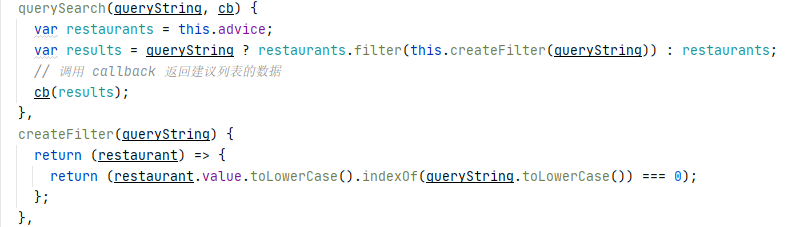 querySearch(queryString, cb) {
  var restaurants = this.advice;
  var results = queryString ? restaurants.filter(this.createFilter(queryString)) : restaurants;
  // 调用 callback 返回建议列表的数据
  cb(results);
},
createFilter(queryString) {
  return (restaurant) => {
    return (restaurant.value.toLowerCase().indexOf(queryString.toLowerCase()) === 0);
  };
},